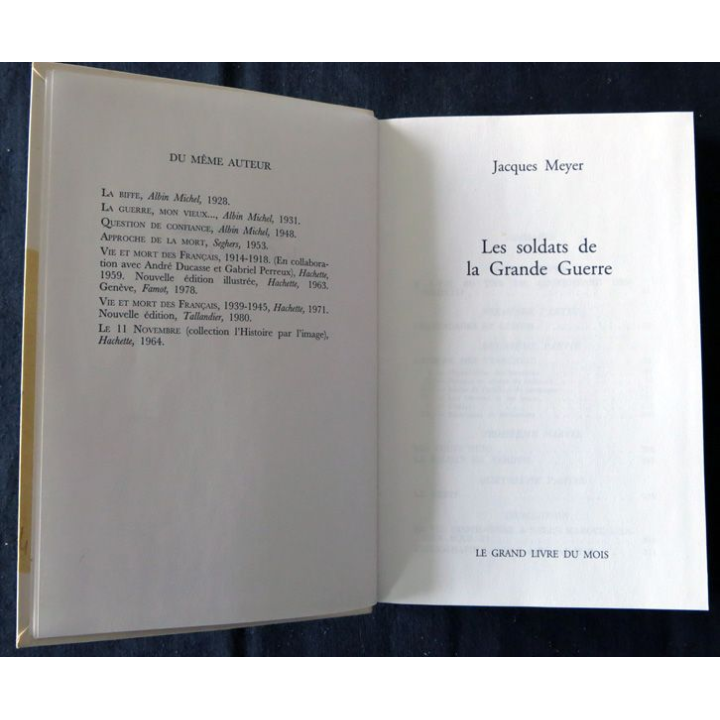 DU MÊME AUTEUR
LA BIFFE, Albin Michel, 1928.
LA GUERRE, MON VIEUX..., Albin Michel, 1931.
QUESTION DE CONFIANCE, Albin Michel, 1948.
APPROCHE DE LA MORT, Seghers, 1953.
VIE ET MORT DES FRANÇAIS, 1914-1918. (En collabora-
tion avec André Ducasse et Gabriel Perreux), Hachette,
1959. Nouvelle édition illustrée, Hachette, 1963.
Genève, Famot, 1978.
VIE ET MORT DES FRANÇAIS, 1939-1945, Hachette, 1971.
Nouvelle édition, Tallandier, 1980.
LE 11 NOVEMBRE (collection l'Histoire par l'image),
Hachette, 1964.
Jacques Meyer
Les soldats de
la Grande Guerre
LE GRAND LIVRE DU MOIS